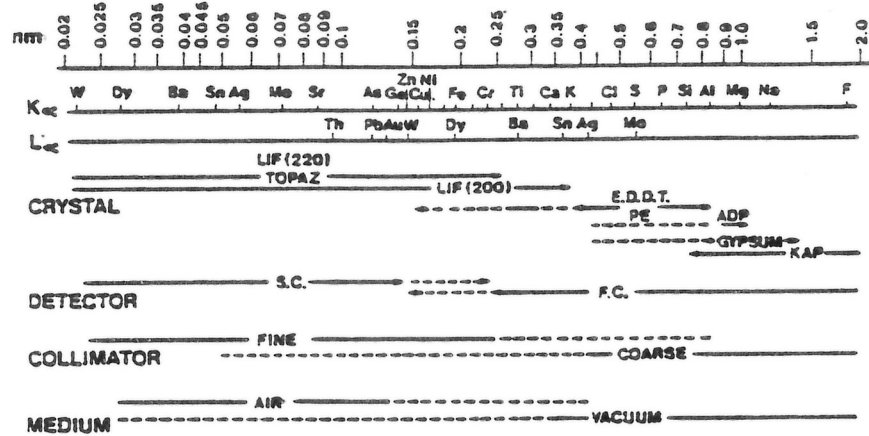 nm 0.02 0.025 0.03 0.035 0.04 0.045 0.05 0.06 0.07 0.08 0.09 0.1 0.15 0.2 0.25 0.3 0.35 0.4 0.5 0.6 0.7 0.8 0.9 1.0 1.5 2.0
Zn Ni
W Dy Ba Sn Ag Mo Sr As Ga Cu Fe Cr Ti Ca K Cl S P Si Al Mg Na F
K∝
Th Pb Au W Dy Ba Sn Ag Mo
L∝
LIF (220)
TOPAZ
LIF (200)
CRYSTAL E.D.D.T.
PE ADP
GYPSUM
KAP
S.C.
DETECTOR F.C.
FINE
COLLIMATOR COARSE
AIR
MEDIUM VACUUM